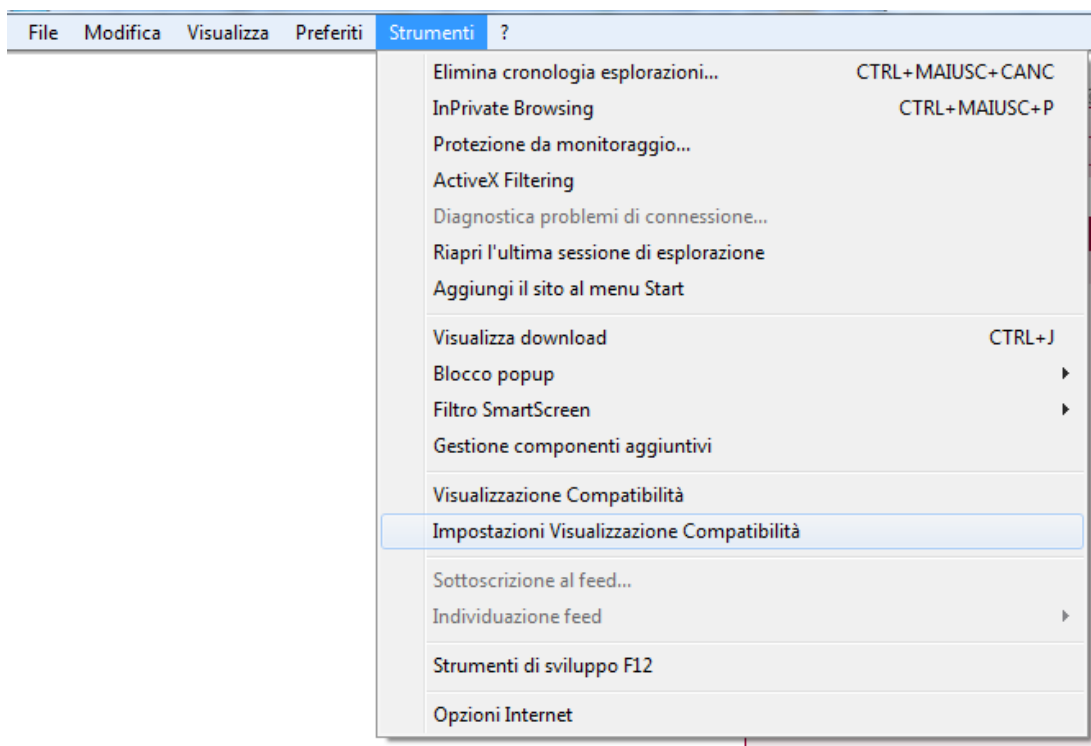 File Modifica Visualizza Preferiti Strumenti ?
Elimina cronologia esplorazioni... CTRL+MAIUSC+CANC
InPrivate Browsing CTRL+MAIUSC+P
Protezione da monitoraggio...
ActiveX Filtering
Diagnostica problemi di connessione...
Riapri l'ultima sessione di esplorazione
Aggiungi il sito al menu Start
Visualizza download CTRL+J
Blocco popup
Filtro SmartScreen
Gestione componenti aggiuntivi
Visualizzazione Compatibilità
Impostazioni Visualizzazione Compatibilità
Sottoscrizione al feed...
Individuazione feed
Strumenti di sviluppo F12
Opzioni Internet